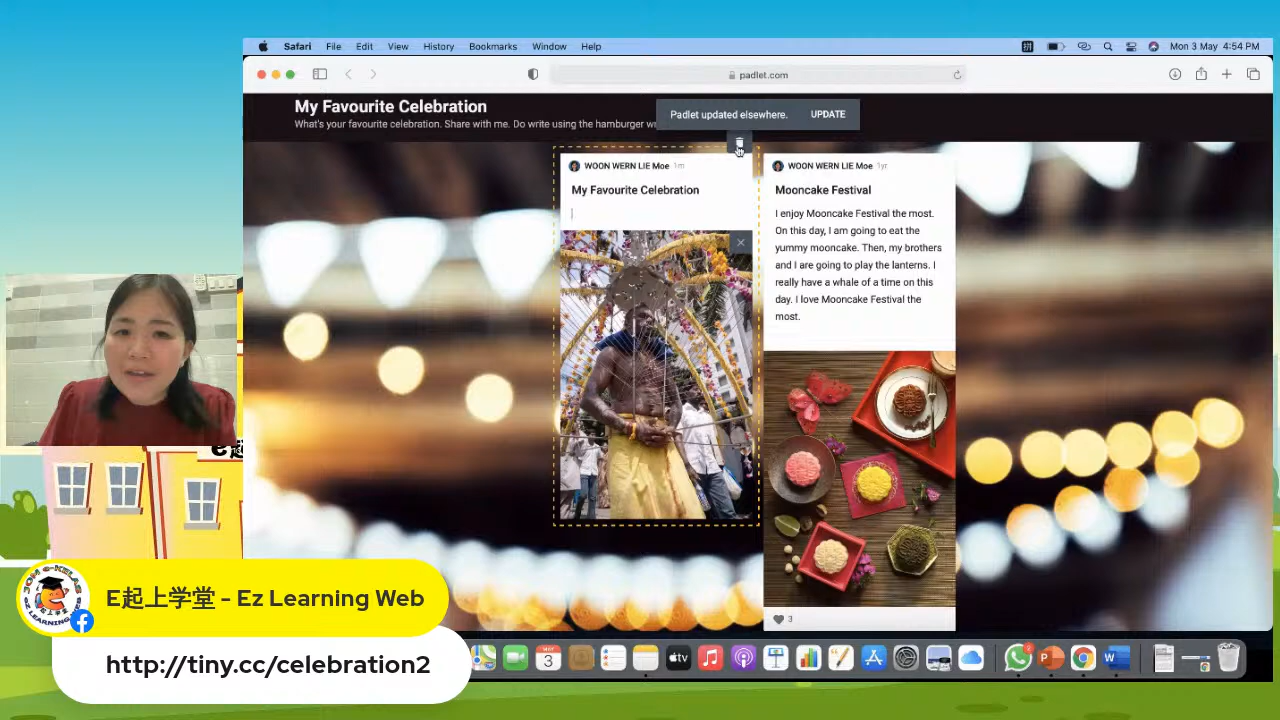 Safari File Edit View History Bookmarks Window Help
拼
Mon 3 May 4:54 PM
padlet.com
My Favourite Celebration
What's your favourite celebration. Share with me. Do write using the hamburger wr
Padlet updated elsewhere. UPDATE
WOON WERN LIE Moe 1m
My Favourite Celebration
WOON WERN LIE Moe 1yr
Mooncake Festival
I enjoy Mooncake Festival the most.
On this day, I am going to eat the
yummy mooncake. Then, my brothers
and I are going to play the lanterns. I
really have a whale of a time on this
day. I love Mooncake Festival the
most.
3
E起上学堂 - Ez Learning Web
http://tiny.cc/celebration2
3
tv